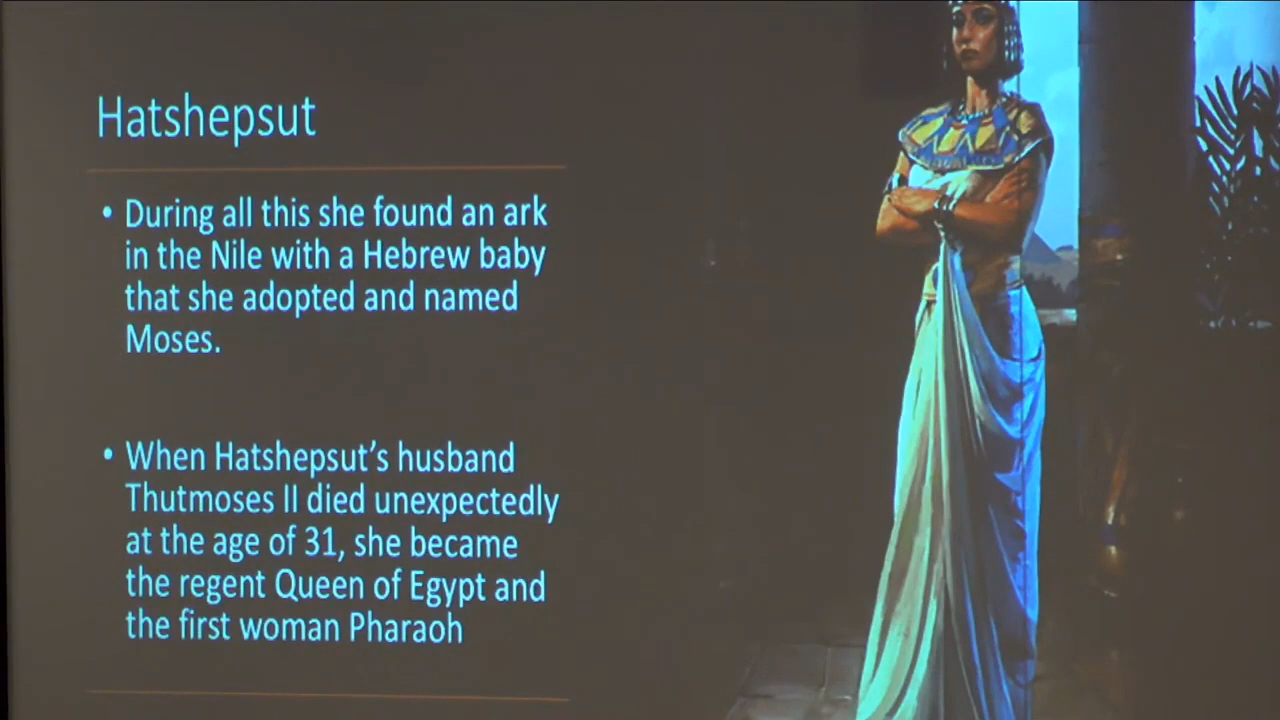 Hatshepsut
• During all this she found an ark
in the Nile with a Hebrew baby
that she adopted and named
Moses.
• When Hatshepsut's husband
Thutmoses II died unexpectedly
at the age of 31, she became
the regent Queen of Egypt and
the first woman Pharaoh